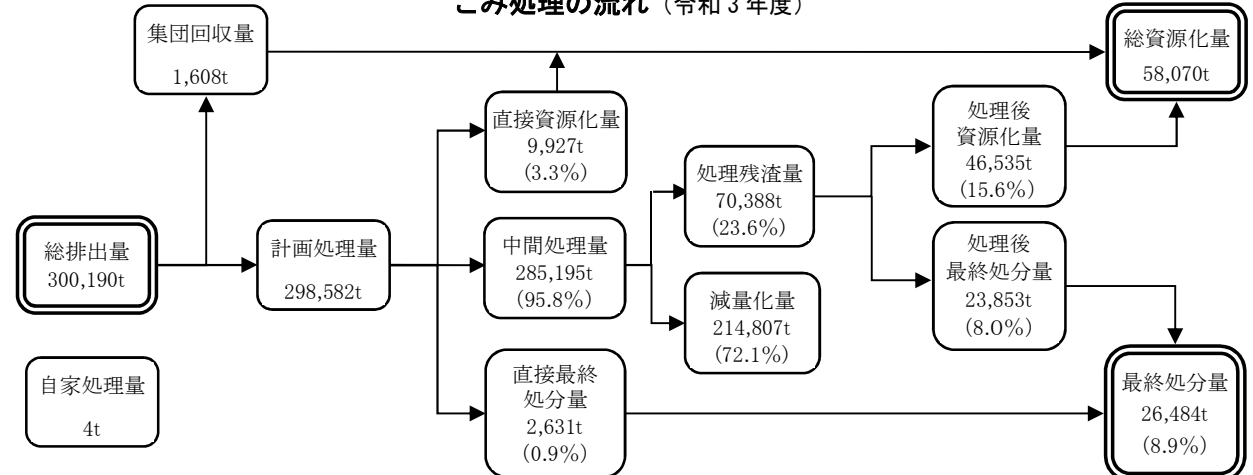 ごみ処理の流れ（令和3年度）
集団回収量
1,608t
総資源化量
58,070t
直接資源化量
9,927t
(3.3%)
処理後
資源化量
46,535t
(15.6%)
処理残渣量
70,388t
(23.6%)
総排出量
300,190t
計画処理量
298,582t
中間処理量
285,195t
(95.8%)
処理後
最終処分量
23,853t
(8.0%)
減量化量
214,807t
(72.1%)
自家処理量
4t
直接最終
処分量
2,631t
(0.9%)
最終処分量
26,484t
(8.9%)